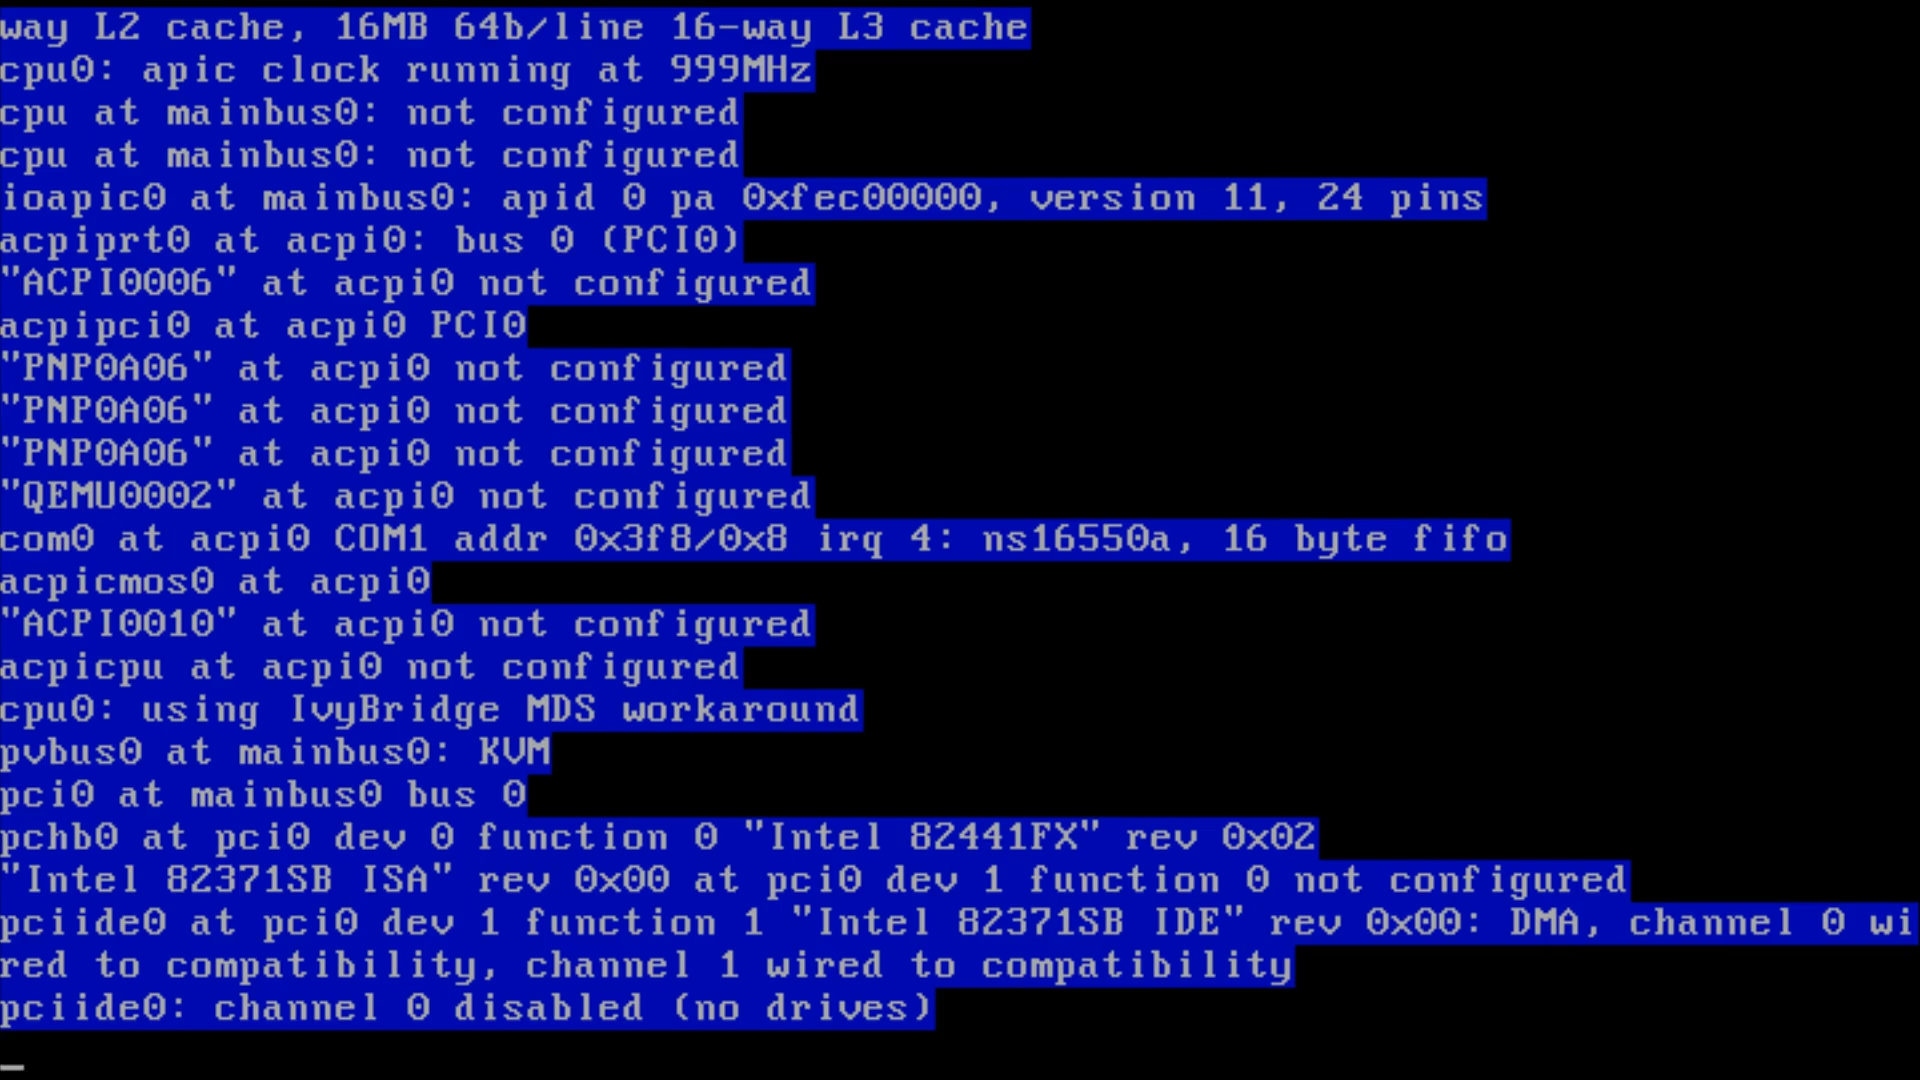 way L2 cache, 16MB 64b/line 16-way L3 cache
cpu0: apic clock running at 999MHz
cpu at mainbus0: not configured
cpu at mainbus0: not configured
ioapic0 at mainbus0: apid 0 pa 0xfec00000, version 11, 24 pins
acpiprt0 at acpi0: bus 0 (PCI0)
"ACPI0006" at acpi0 not configured
acpipci0 at acpi0 PCI0
"PNP0A06" at acpi0 not configured
"PNP0A06" at acpi0 not configured
"PNP0A06" at acpi0 not configured
"QEMU0002" at acpi0 not configured
com0 at acpi0 COM1 addr 0x3f8/0x8 irq 4: ns16550a, 16 byte fifo
acpicmos0 at acpi0
"ACPI0010" at acpi0 not configured
acpicpu at acpi0 not configured
cpu0: using IvyBridge MDS workaround
pvbus0 at mainbus0: KVM
pci0 at mainbus0 bus 0
pchb0 at pci0 dev 0 function 0 "Intel 82441FX" rev 0x02
"Intel 82371SB ISA" rev 0x00 at pci0 dev 1 function 0 not configured
pciide0 at pci0 dev 1 function 1 "Intel 82371SB IDE" rev 0x00: DMA, channel 0 wi
red to compatibility, channel 1 wired to compatibility
pciide0: channel 0 disabled (no drives)